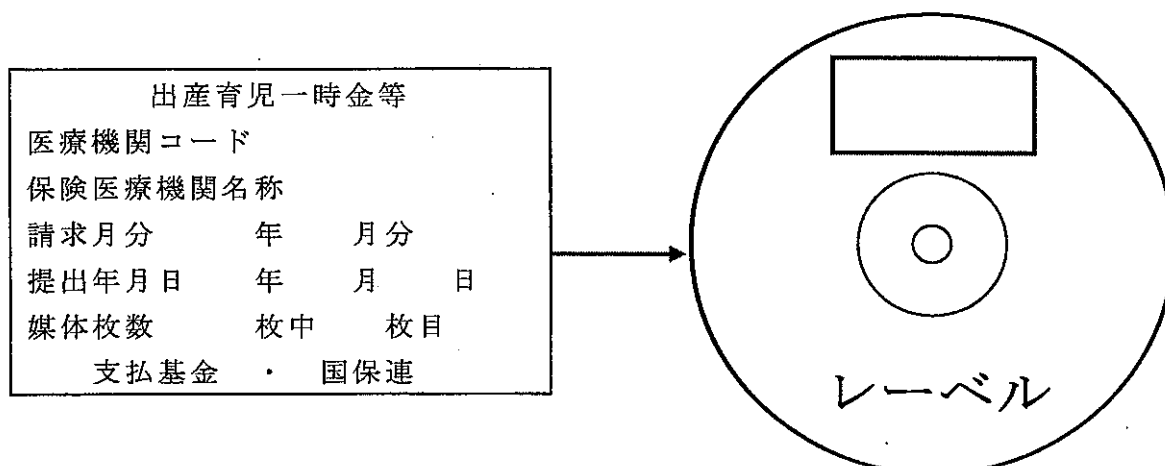 出産育児一時金等
医療機関コード
保険医療機関名称
請求月分　　　年　　月分
提出年月日　　年　　月　　日
媒体枚数　　　枚中　　枚目
支払基金　・　国保連
レーベル